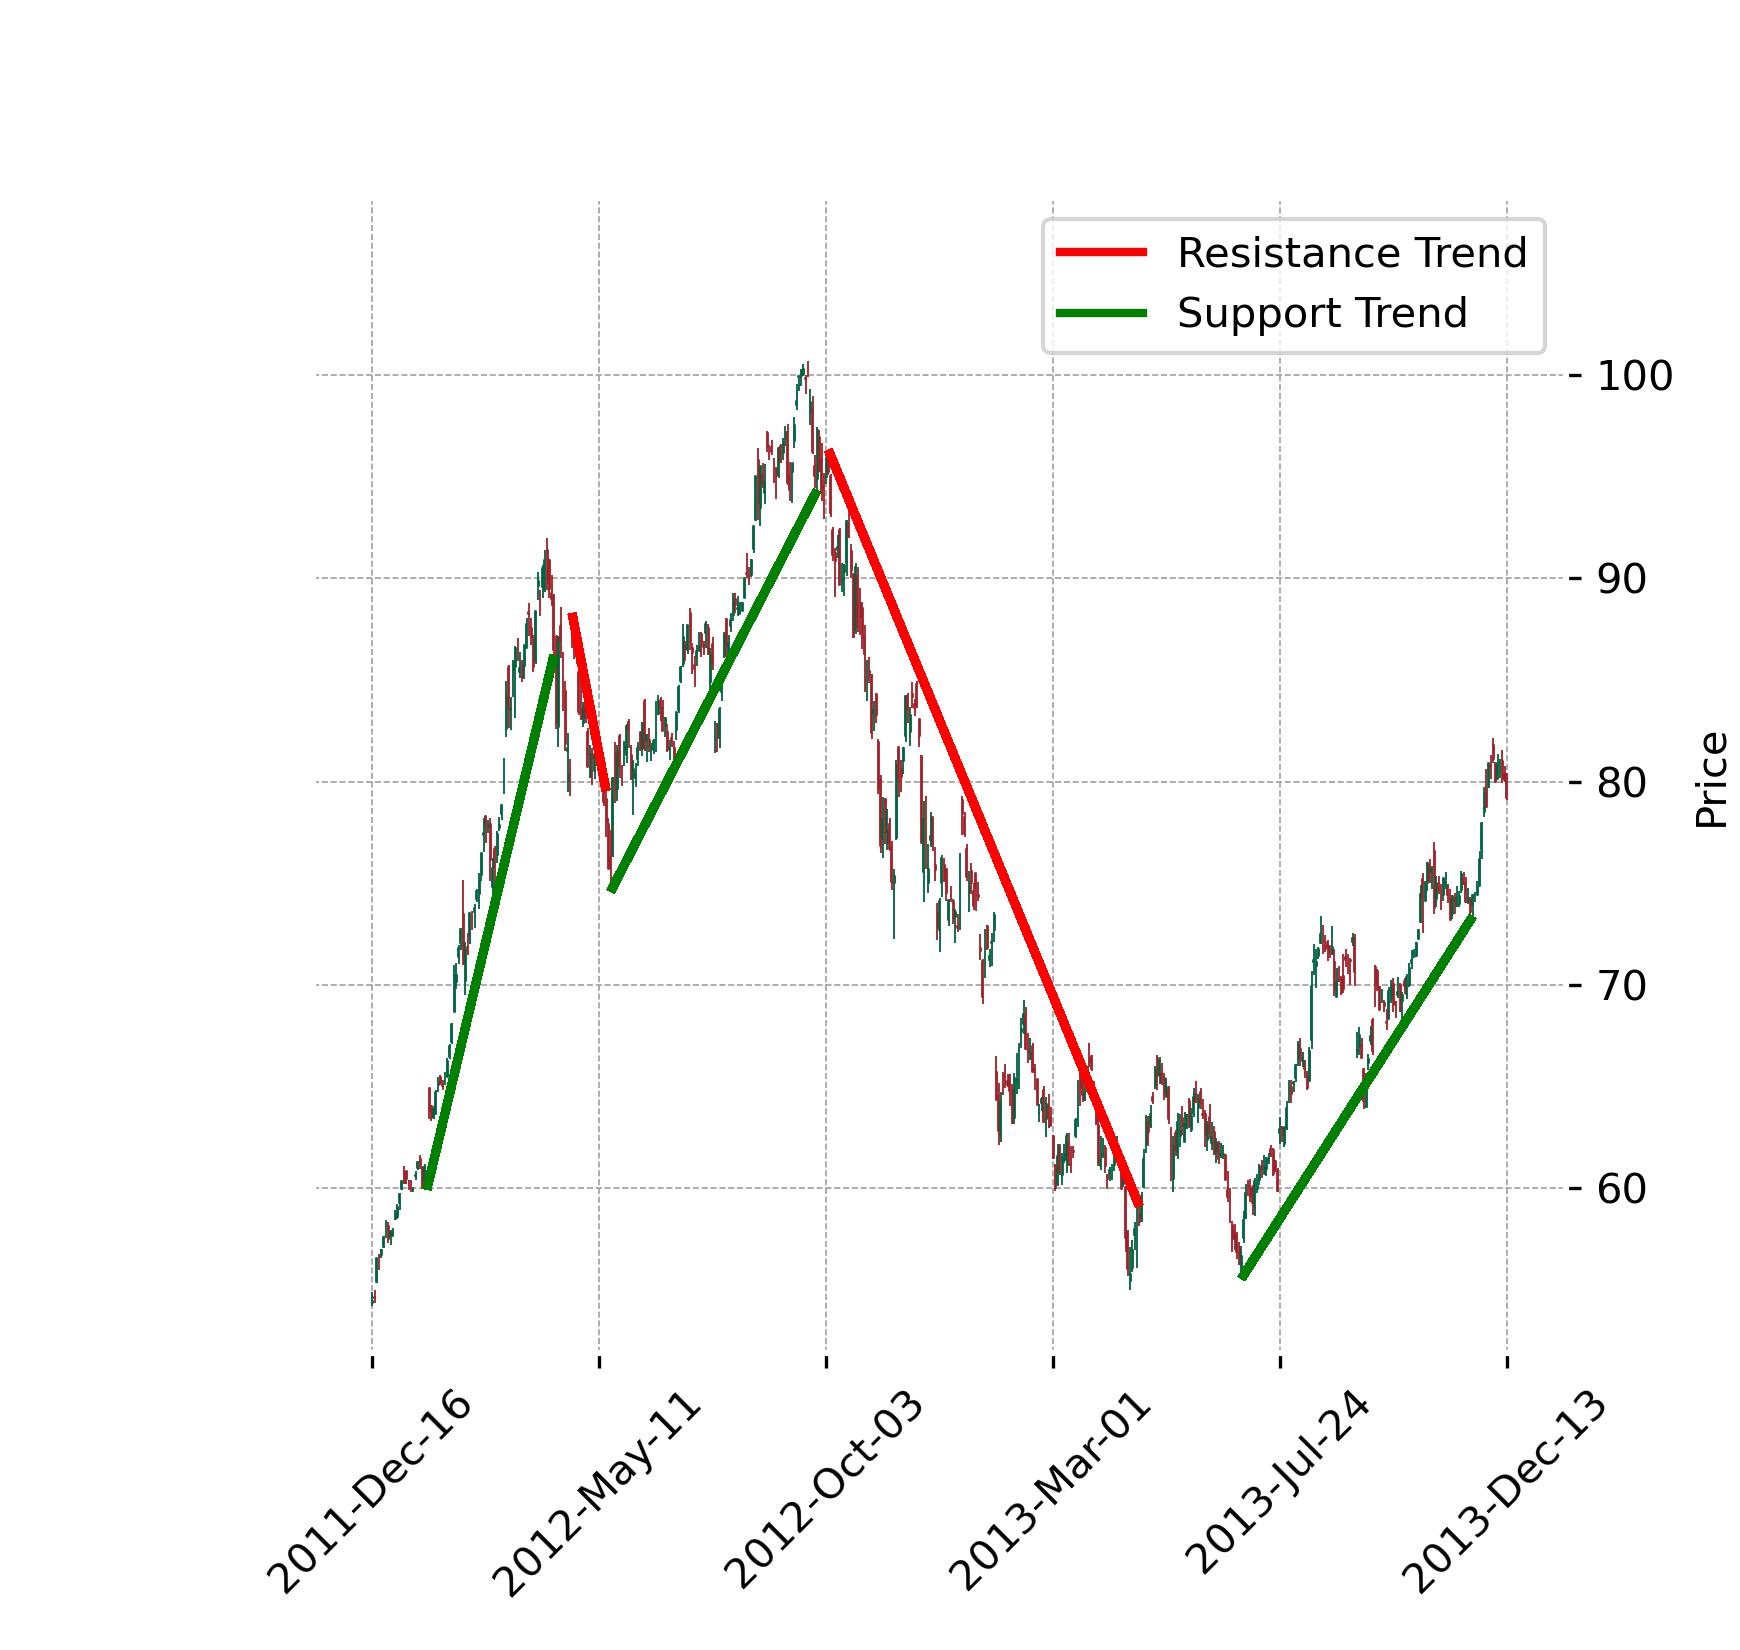 Resistance Trend
Support Trend
100
90
80
70
60
Price
2011-Dec-16
2012-May-11
2012-Oct-03
2013-Mar-01
2013-Jul-24
2013-Dec-13